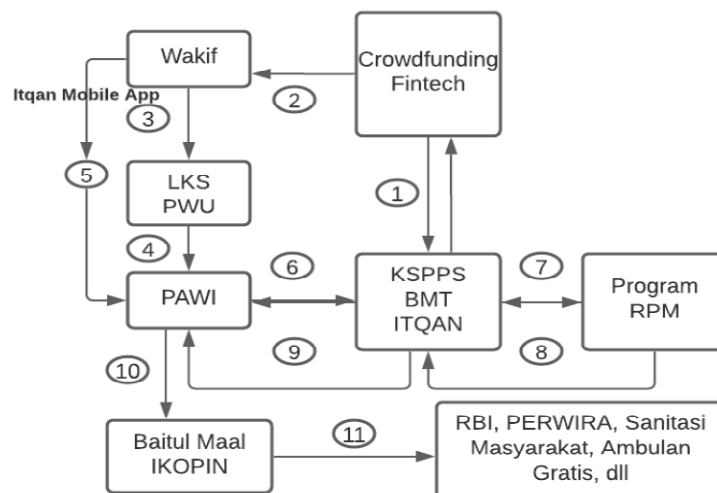 Wakif
Crowdfunding
Fintech
Itqan Mobile App
2
3
5
LKS
PWU
1
4
6
KSPPS
BMT
ITQAN
7
Program
RPM
PAWI
9
8
10
Baitul Maal
IKOPIN
11
RBI, PERWIRA, Sanitasi
Masyarakat, Ambulan
Gratis, dll